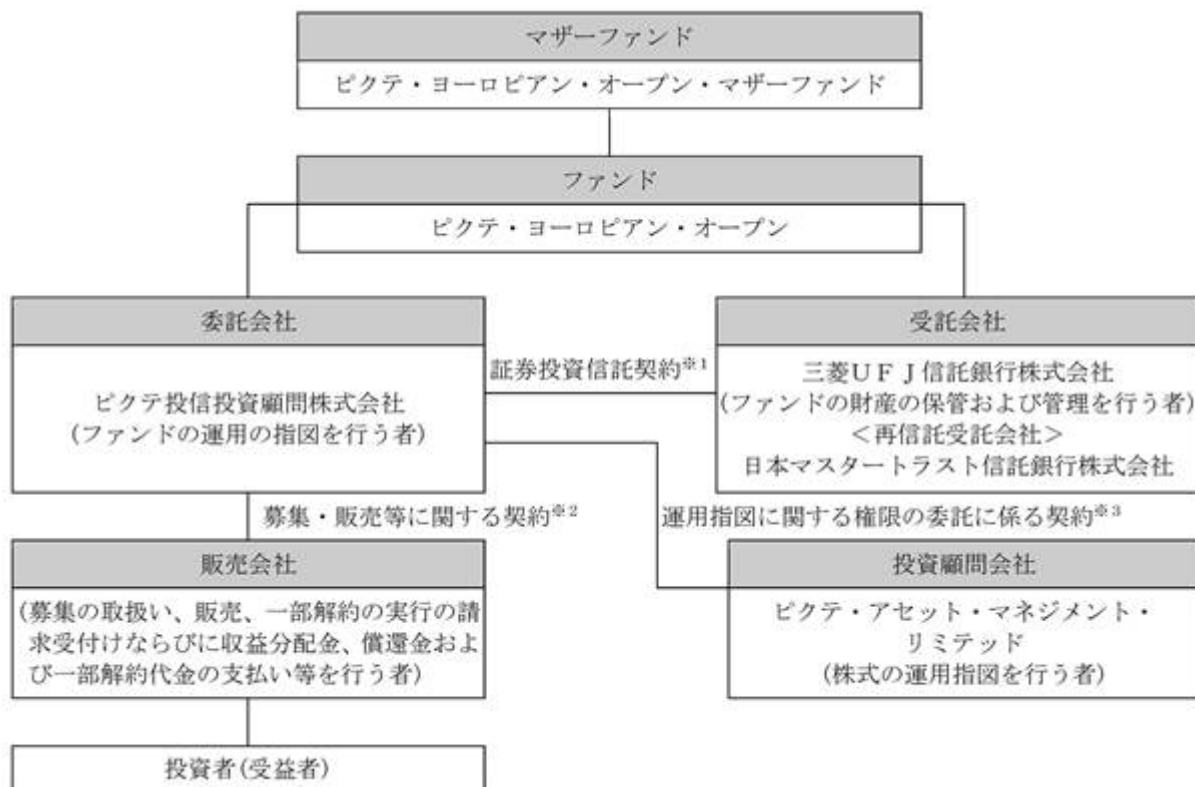 マザーファンド
ピクテ・ヨーロピアン・オープン・マザーファンド
ファンド
ピクテ・ヨーロピアン・オープン
委託会社
ピクテ投信投資顧問株式会社
(ファンドの運用の指図を行う者)
証券投資信託契約※1
受託会社
三菱UFJ信託銀行株式会社
(ファンドの財産の保管および管理を行う者)
<再信託受託会社>
日本マスタートラスト信託銀行株式会社
募集・販売等に関する契約※2
運用指図に関する権限の委託に係る契約※3
販売会社
(募集の取扱い、販売、一部解約の実行の請
求受付けならびに収益分配金、償還金およ
び一部解約代金の支払い等を行う者)
投資顧問会社
ピクテ・アセット・マネジメント・
リミテッド
(株式の運用指図を行う者)
投資者(受益者)